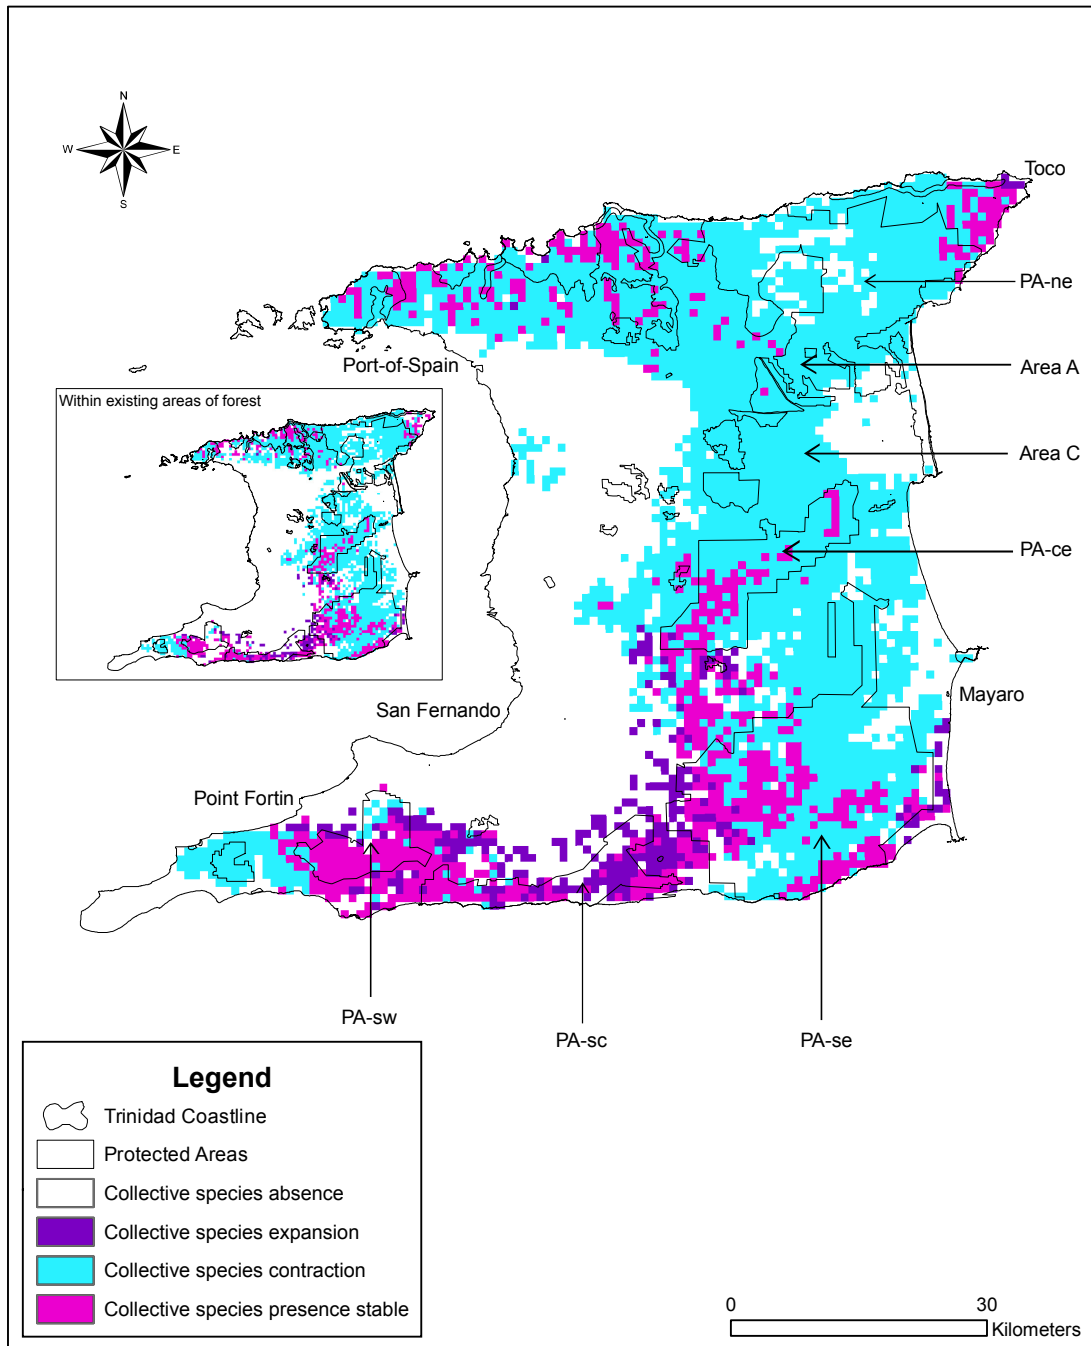 N
W
E
S
Toco
PA-ne
Port-of-Spain
Area A
Within existing areas of forest
Area C
PA-ce
Mayaro
San Fernando
Point Fortin
PA-sw
PA-sc
PA-se
Legend
Trinidad Coastline
Protected Areas
Collective species absence
Collective species expansion
Collective species contraction
Collective species presence stable
0 30
Kilometers